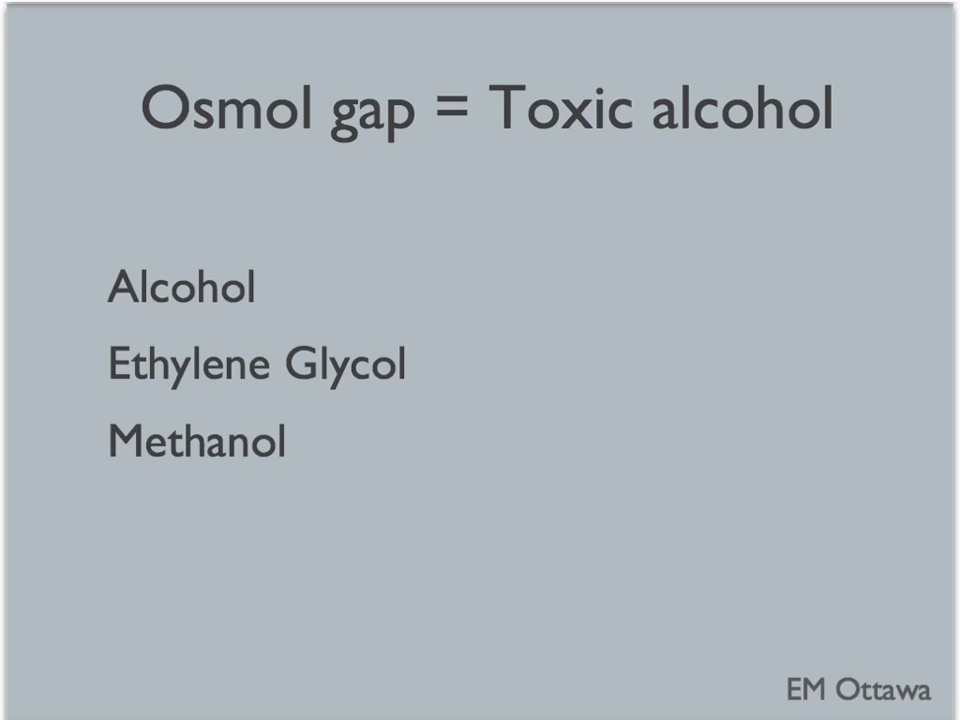 Osmol gap = Toxic alcohol
Alcohol
Ethylene Glycol
Methanol
EM Ottawa